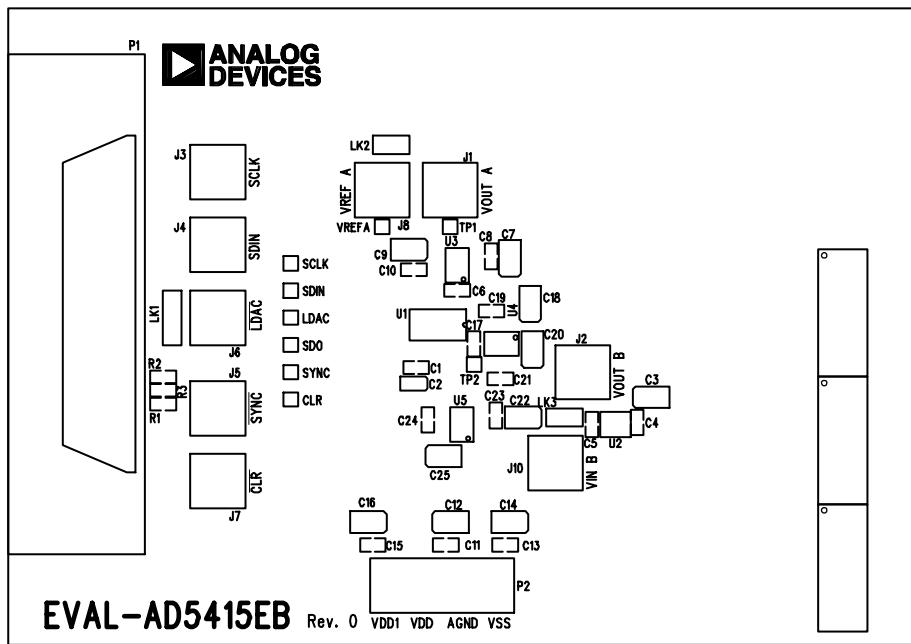 P1
ANALOG
DEVICES
LK2
J3
SCLK
J1
VREF A
VOUT A
J4
SDIN
VREFA
J8
TP1
U3
C8
C7
C9
C10
SCLK
SDIN
C6
C19
C18
U4
LK1
LDAC
J6
LDAC
U1
C17
SDO
C20
J2
VOUT B
R2
R3
R1
J5
SYNC
SYNC
C1
C2
TP2
C21
CLR
C3
C24
U5
C23
C22
LK3
C5
U2
C4
J10
VIN B
C25
CLR
J7
C16
C12
C14
C15
C11
C13
P2
EVAL-AD5415EB Rev. 0 VDD1 VDD AGND VSS